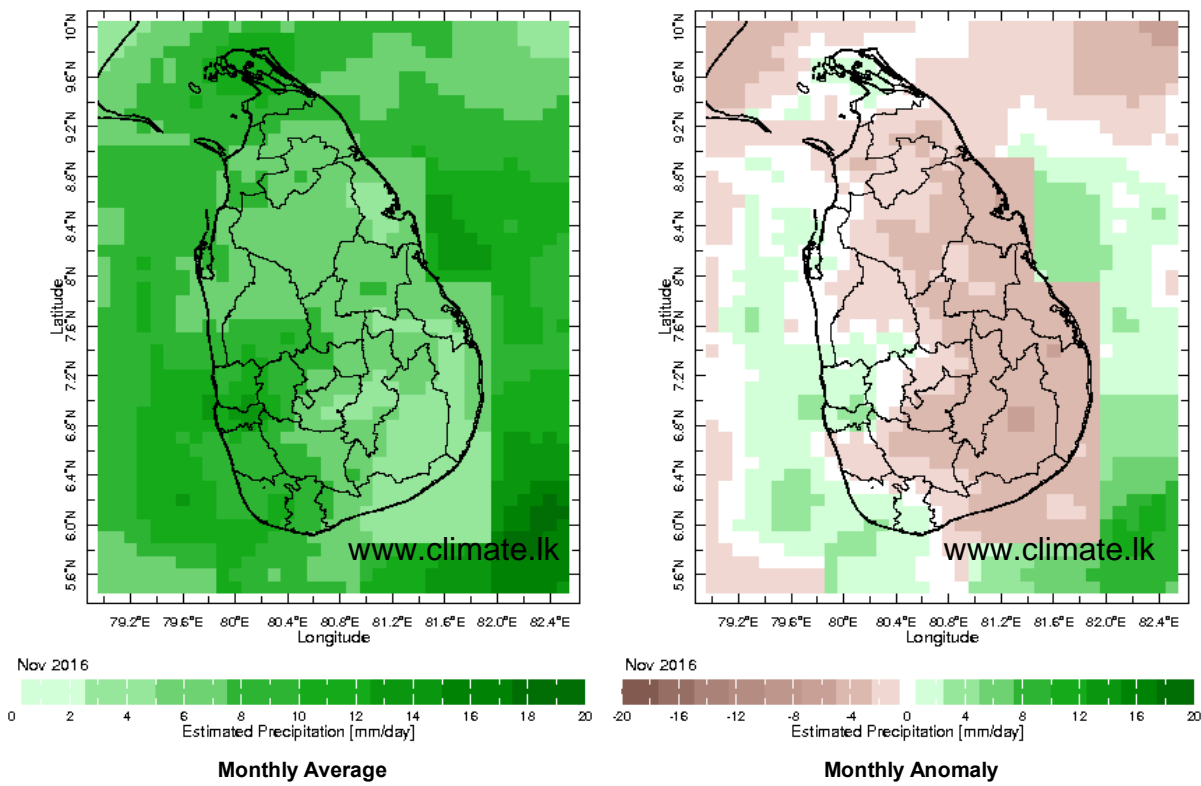 10°N
9.6°N
9.2°N
8.8°N
8.4°N
8°N
7.6°N
7.2°N
6.8°N
6.4°N
6.0°N
5.6°N
Latitude
www.climate.lk
79.2°E 79.6°E 80°E 80.4°E 80.8°E 81.2°E 81.6°E 82.0°E 82.4°E
Longitude
Nov 2016
0 2 4 6 8 10 12 14 16 18 20
Estimated Precipitation [mm/day]
Monthly Average
10°N
9.6°N
9.2°N
8.8°N
8.4°N
8°N
7.6°N
7.2°N
6.8°N
6.4°N
6.0°N
5.6°N
Latitude
www.climate.lk
79.2°E 79.6°E 80°E 80.4°E 80.8°E 81.2°E 81.6°E 82.0°E 82.4°E
Longitude
Nov 2016
-20 -16 -12 -8 -4 0 4 8 12 16 20
Estimated Precipitation [mm/day]
Monthly Anomaly